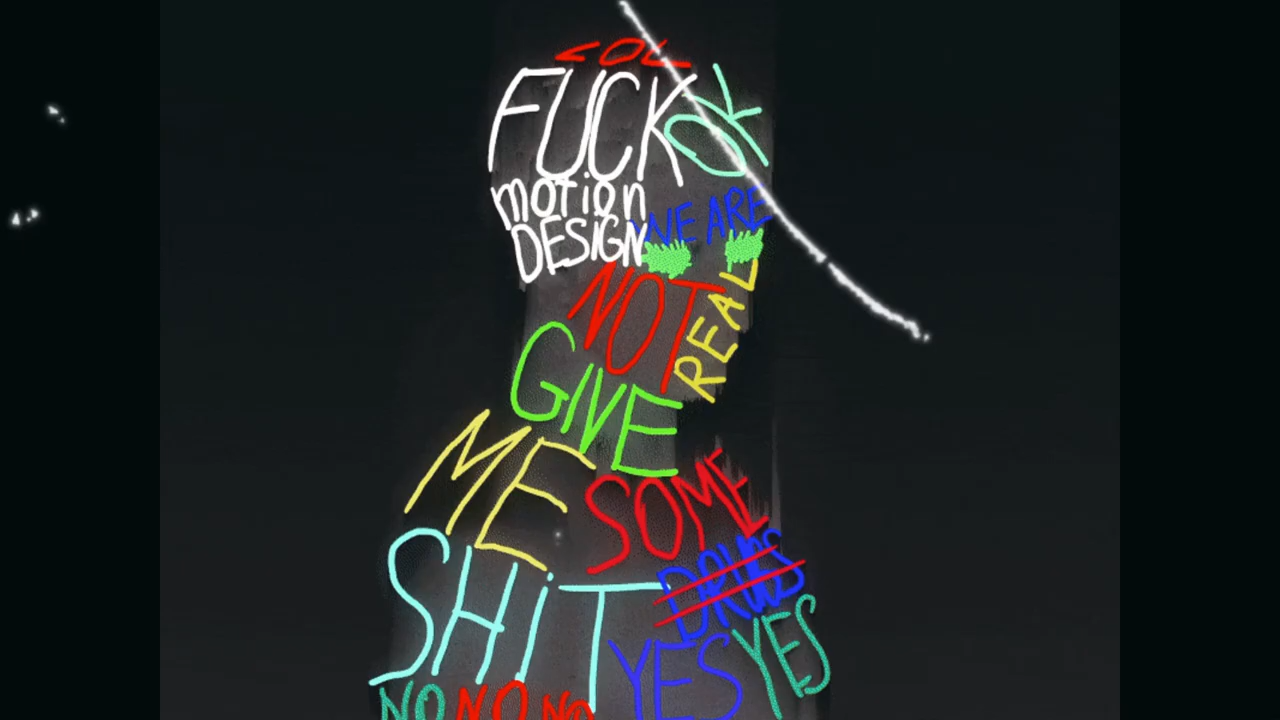 LOL
FUCK OK
motion
DESIGN
WE ARE
NOT
REAL
GIVE
ME
SOME
SHiT
DRUGS
YES YES
NO NO NO